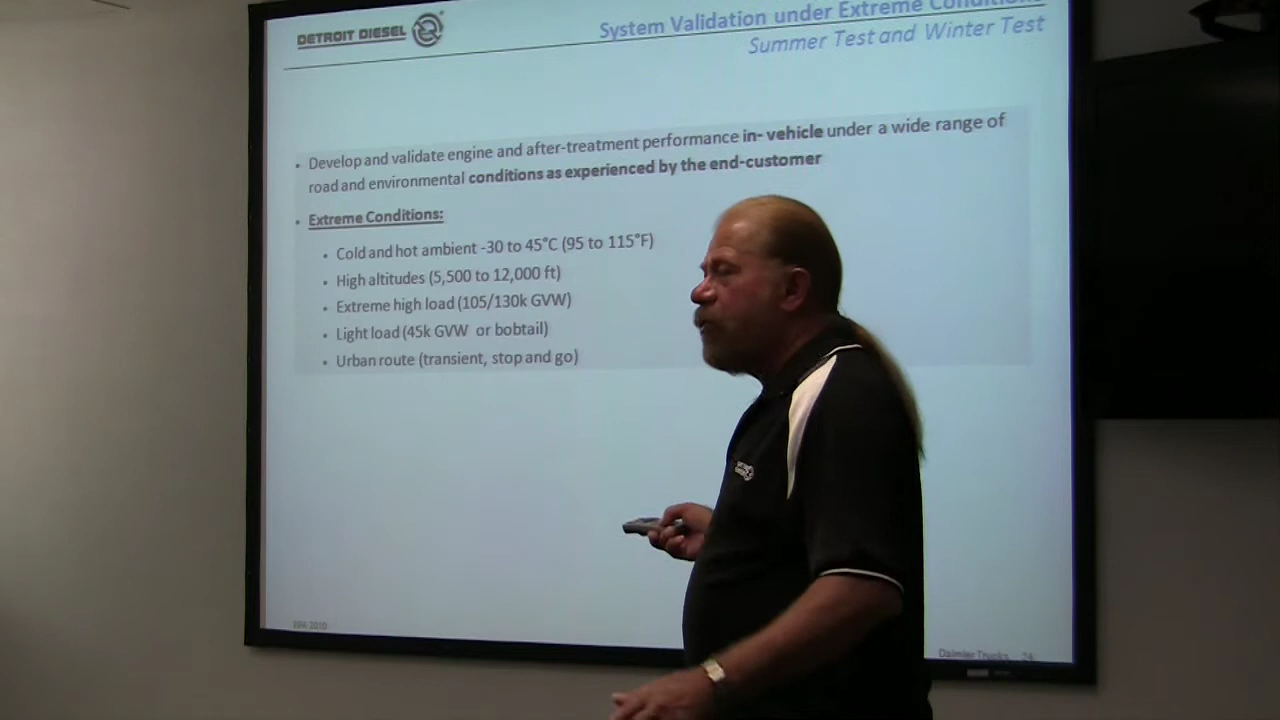 DETROIT DIESEL
System Validation under Extreme Conditions
Summer Test and Winter Test
• Develop and validate engine and after-treatment performance in- vehicle under a wide range of
road and environmental conditions as experienced by the end-customer
• Extreme Conditions:
• Cold and hot ambient -30 to 45°C (95 to 115°F)
• High altitudes (5,500 to 12,000 ft)
• Extreme high load (105/130k GVW)
• Light load (45k GVW or bobtail)
• Urban route (transient, stop and go)
EPA 2010
Daimler Trucks 24